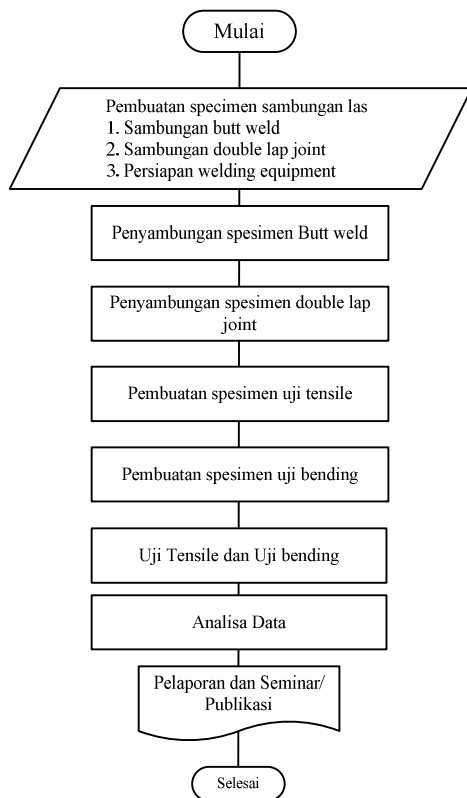 Mulai
Pembuatan specimen sambungan las
1. Sambungan butt weld
2. Sambungan double lap joint
3. Persiapan welding equipment
Penyambungan spesimen Butt weld
Penyambungan spesimen double lap
joint
Pembuatan spesimen uji tensile
Pembuatan spesimen uji bending
Uji Tensile dan Uji bending
Analisa Data
Pelaporan dan Seminar/
Publikasi
Selesai